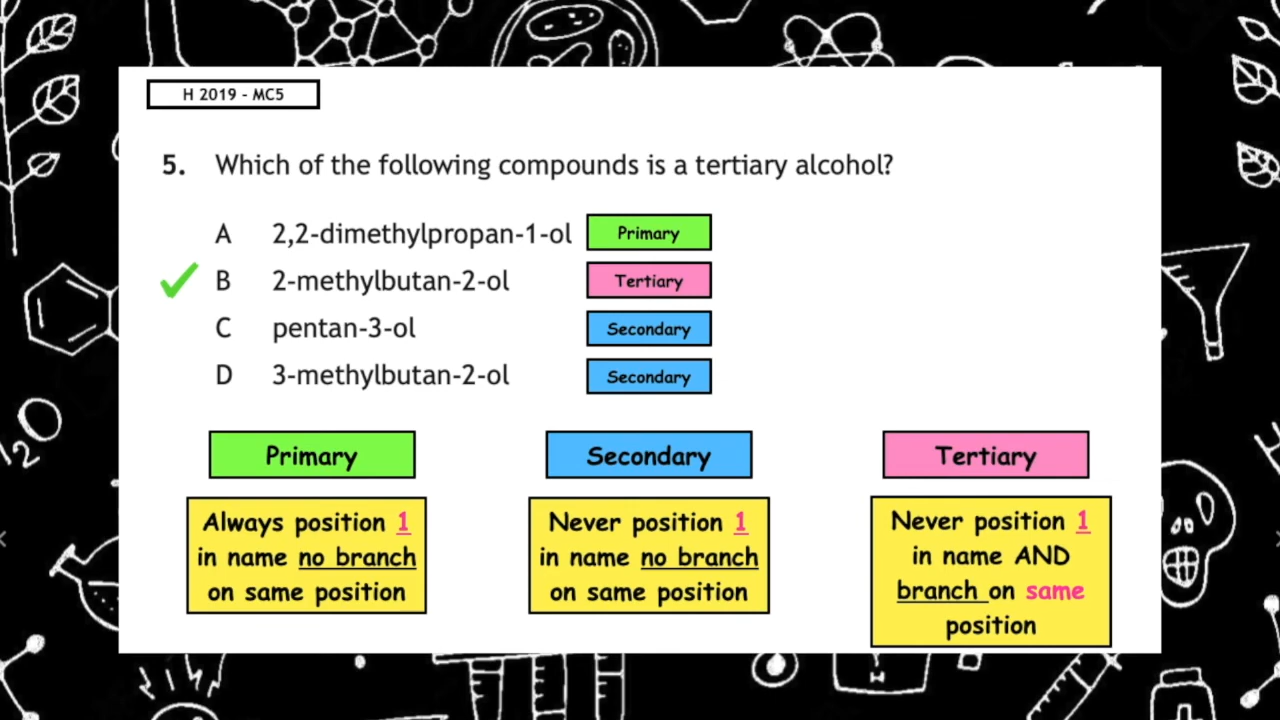 H 2019 - MC5
5. Which of the following compounds is a tertiary alcohol?
A 2,2-dimethylpropan-1-ol Primary
B 2-methylbutan-2-ol Tertiary
C pentan-3-ol Secondary
D 3-methylbutan-2-ol Secondary
Primary
Always position 1
in name no branch
on same position
Secondary
Never position 1
in name no branch
on same position
Tertiary
Never position 1
in name AND
branch on same
position
H